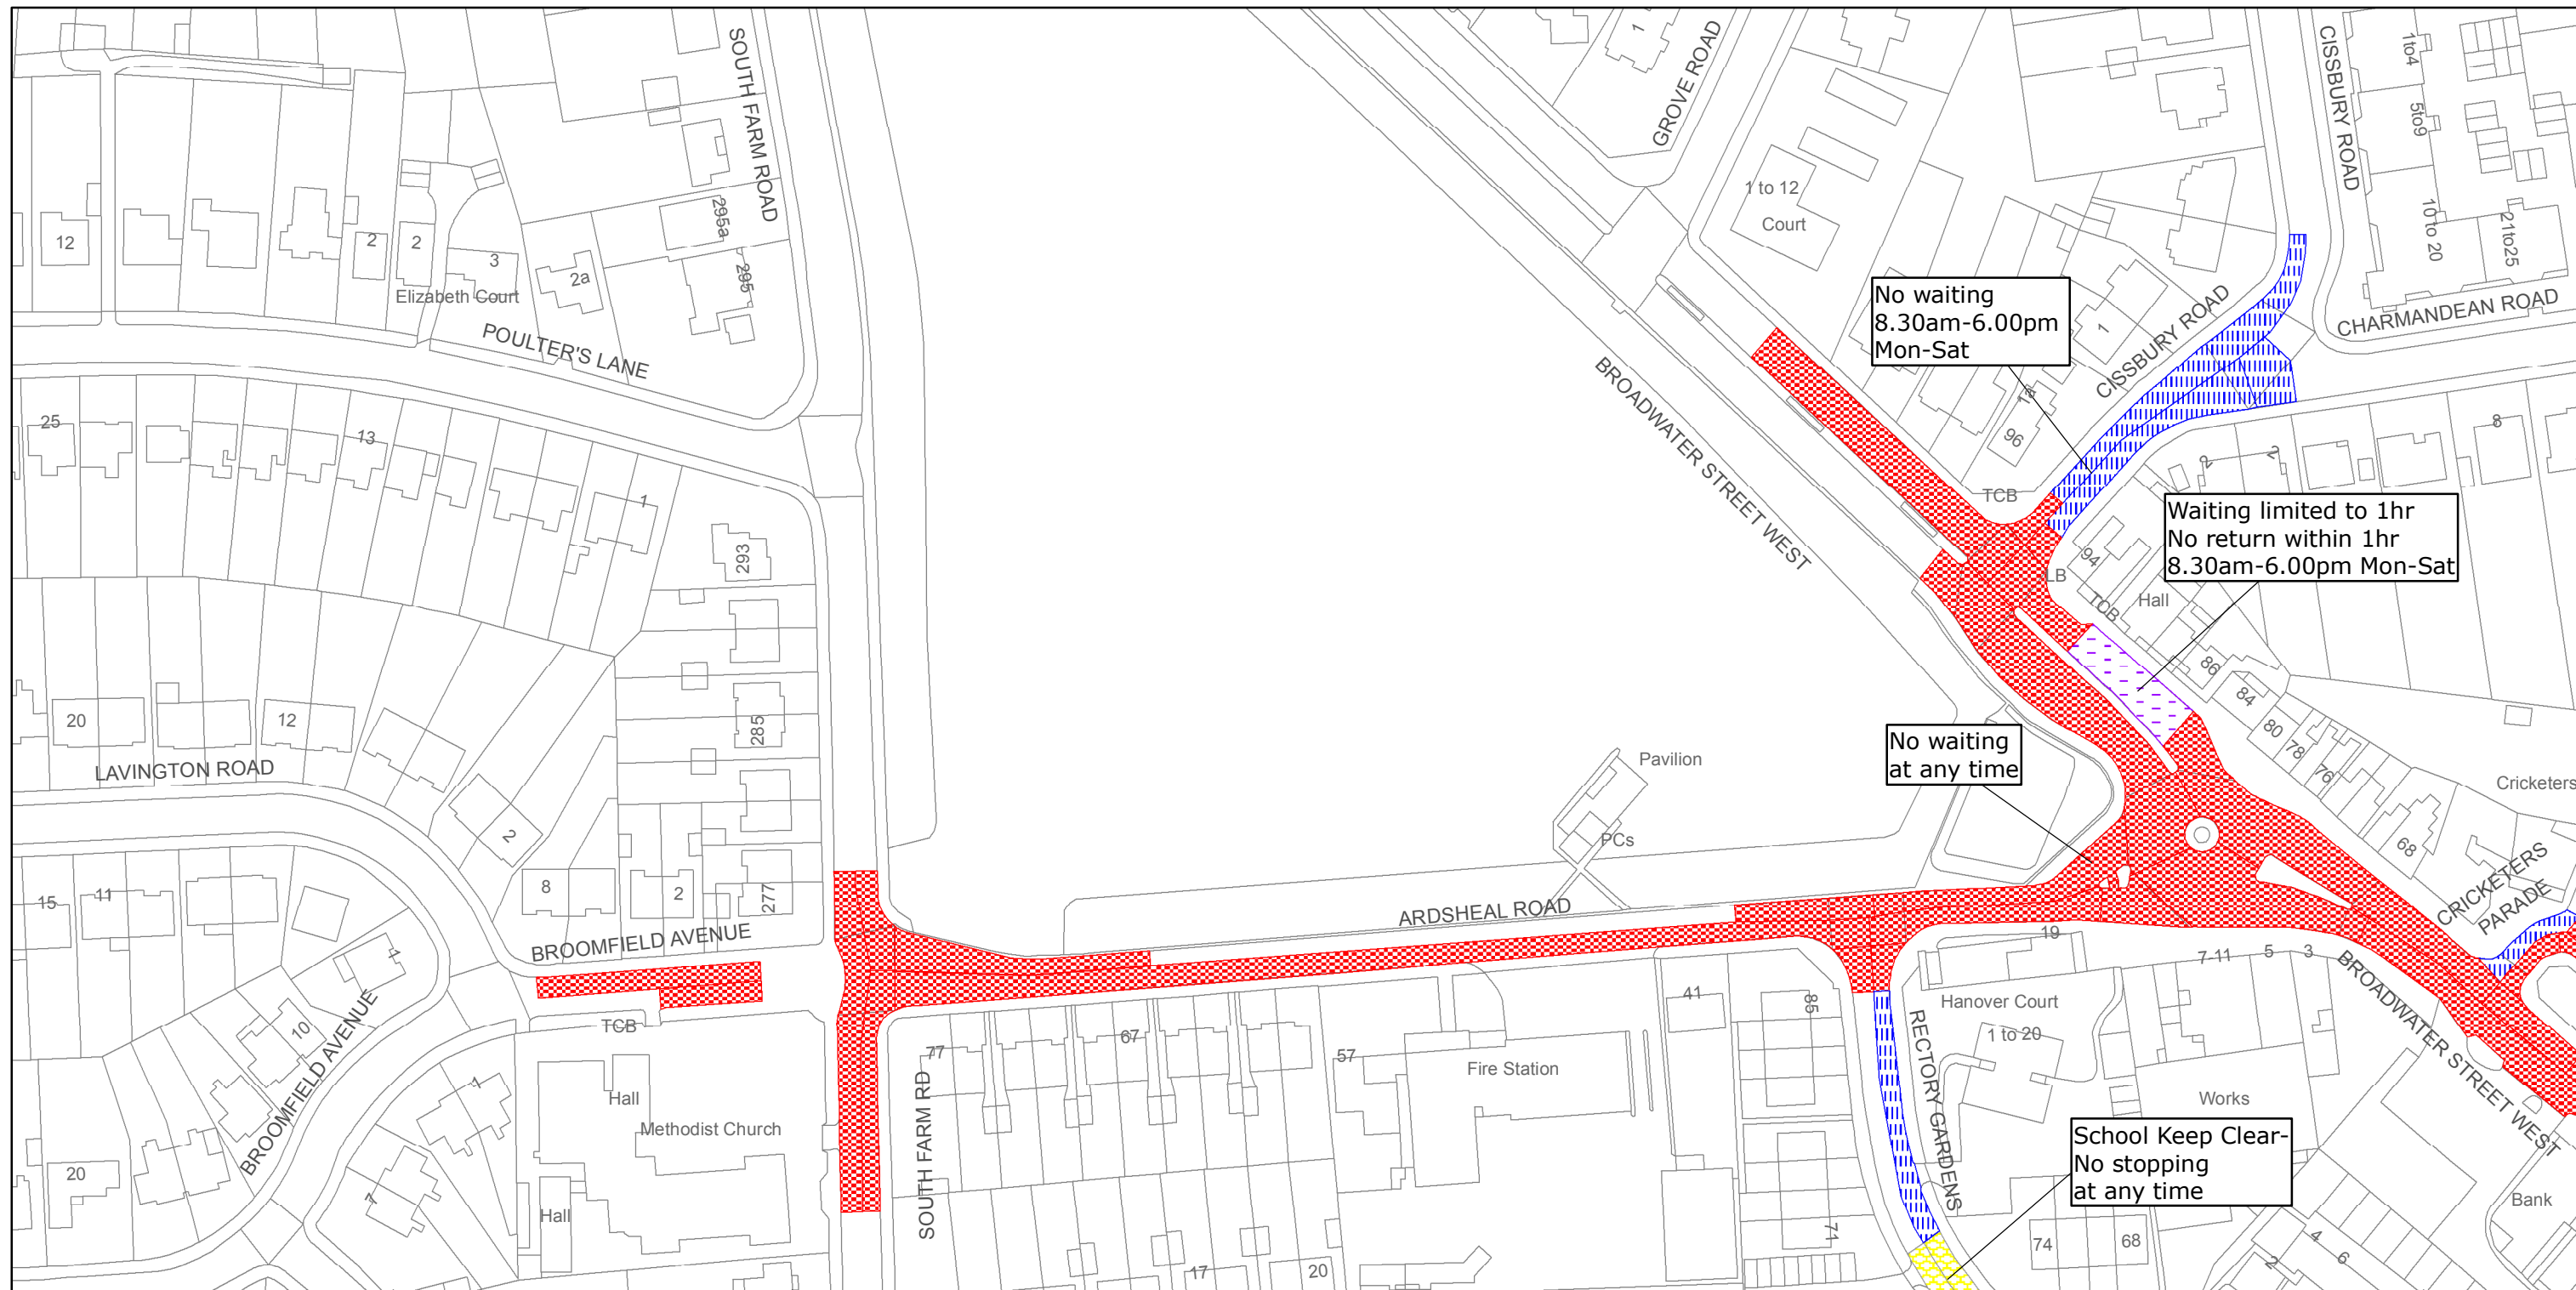 SOUTH FARM ROAD
GROVE ROAD
CISSBURY ROAD
1
1to4
5to9
10to 20
21to25
1 to 12
Court
12
2
2
3
2a
295a
295
Elizabeth Court
POULTER'S LANE
CHARMANDEAN ROAD
No waiting
8.30am-6.00pm
Mon-Sat
CISSBURY ROAD
1
1a
96
TCB
BROADWATER STREET WEST
25
13
1
293
8
2
2
Waiting limited to 1hr
No return within 1hr
8.30am-6.00pm Mon-Sat
94
LB
TCB
Hall
86
84
80
78
76
68
20
12
285
LAVINGTON ROAD
2
No waiting
at any time
Pavilion
PCs
Cricketers
CRICKETERS
PARADE
15
11
8
2
277
1
BROOMFIELD AVENUE
ARDSHEAL ROAD
19
7-11
5
3
BROADWATER STREET WEST
10
BROOMFIELD AVENUE
TCB
77
67
57
41
85
Hanover Court
1 to 20
Fire Station
RECTORY GARDENS
Works
1
Hall
Methodist Church
SOUTH FARM RD
School Keep Clear-
No stopping
at any time
20
7
Hall
71
74
68
Bank
17
20
2
4
6